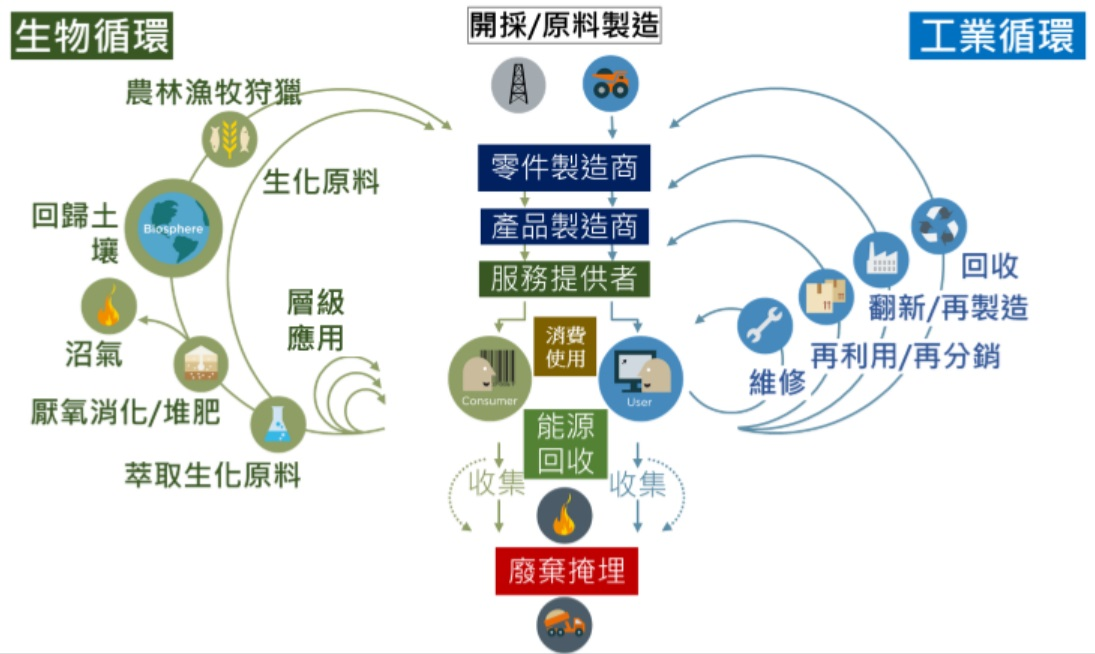 生物循環
開採/原料製造
工業循環
農林漁牧狩獵
生化原料
回歸土
壤
Biosphere
沼氣
厭氧消化/堆肥
萃取生化原料
層級
應用
零件製造商
產品製造商
服務提供者
消費
使用
Consumer
User
能源
回收
收集
收集
廢棄掩埋
回收
翻新/再製造
再利用/再分銷
維修